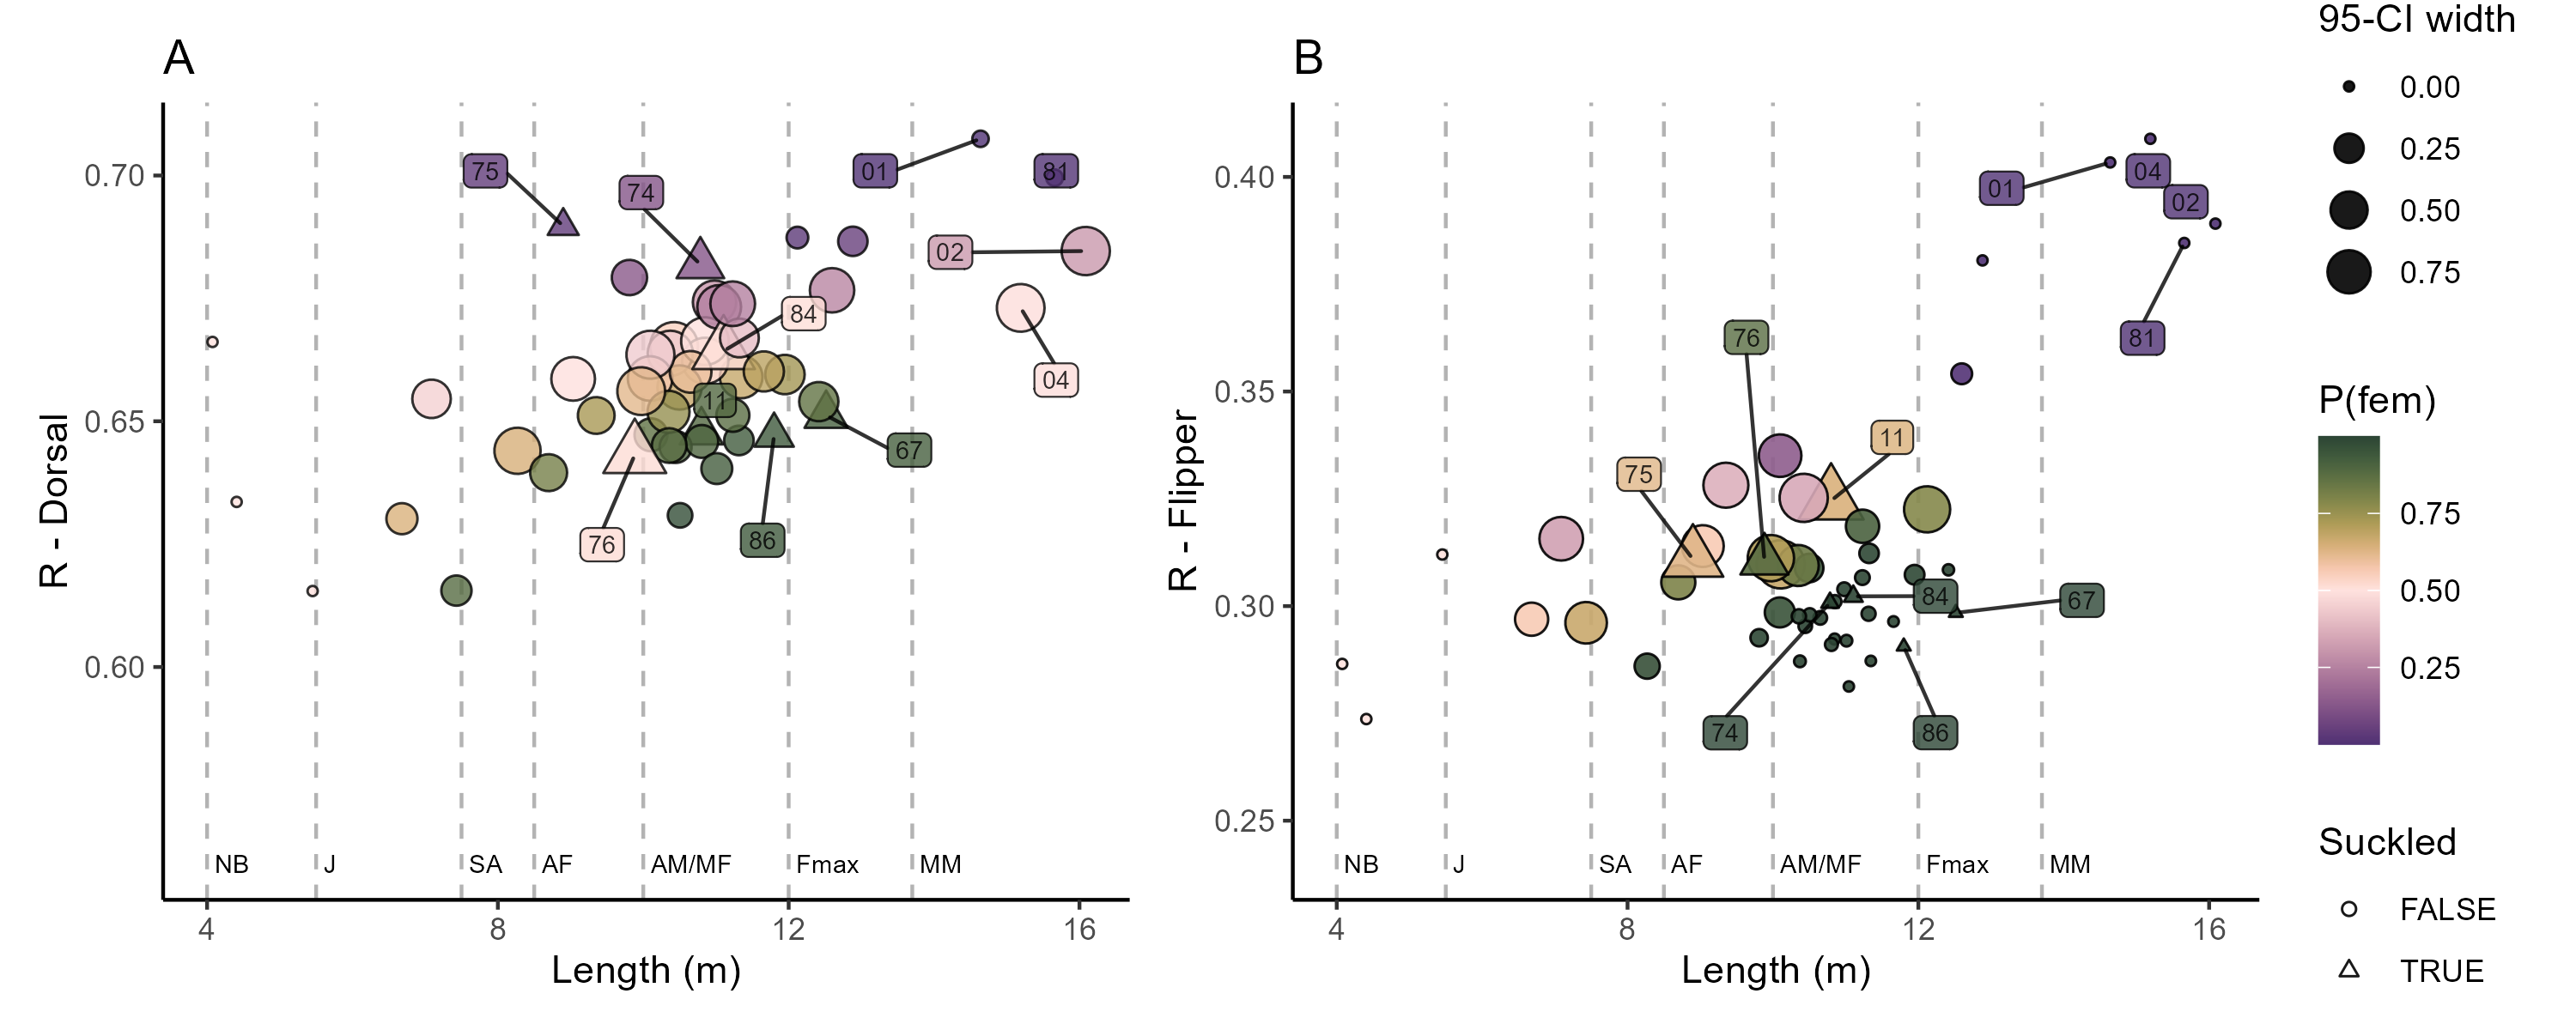 A
R - Dorsal
0.70
0.65
0.60
75
74
01
81
02
84
04
11
67
76
86
NB
J
SA
AF
AM/MF
Fmax
MM
4
8
12
16
Length (m)
B
R - Flipper
0.40
0.35
0.30
0.25
01
04
02
81
76
11
75
84
67
74
86
NB
J
SA
AF
AM/MF
Fmax
MM
4
8
12
16
Length (m)
95-CI width
0.00
0.25
0.50
0.75
P(fem)
0.75
0.50
0.25
Suckled
FALSE
TRUE